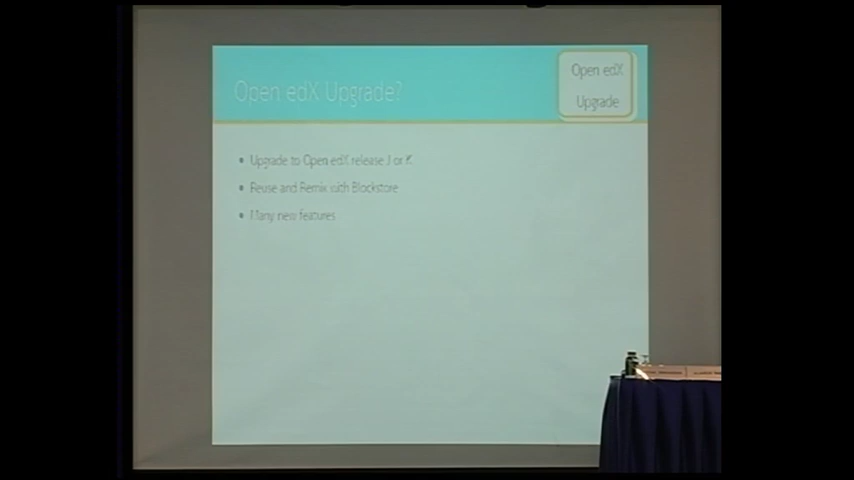 Open edX Upgrade?
Open edX
Upgrade
Upgrade to Open edX release J or K
Reuse and Remix with Blockstore
Many new features